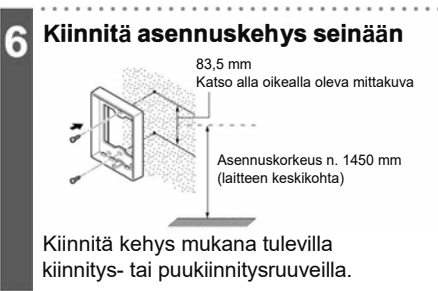 6 Kiinnitä asennuskehys seinään
83,5 mm
Katso alla oikealla oleva mittakuva
Asennuskorkeus n. 1450 mm
(laitteen keskikohta)
Kiinnitä kehys mukana tulevilla
kiinnitys- tai puukiinnitysruuveilla.